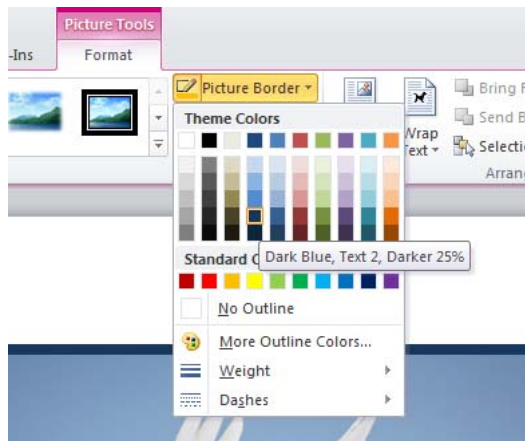 Picture Tools
-Ins
Format
Picture Border
Theme Colors
Wrap
Text
Bring F
Send B
Selectio
Arran
Dark Blue, Text 2, Darker 25%
Standard C
No Outline
More Outline Colors...
Weight
Dashes